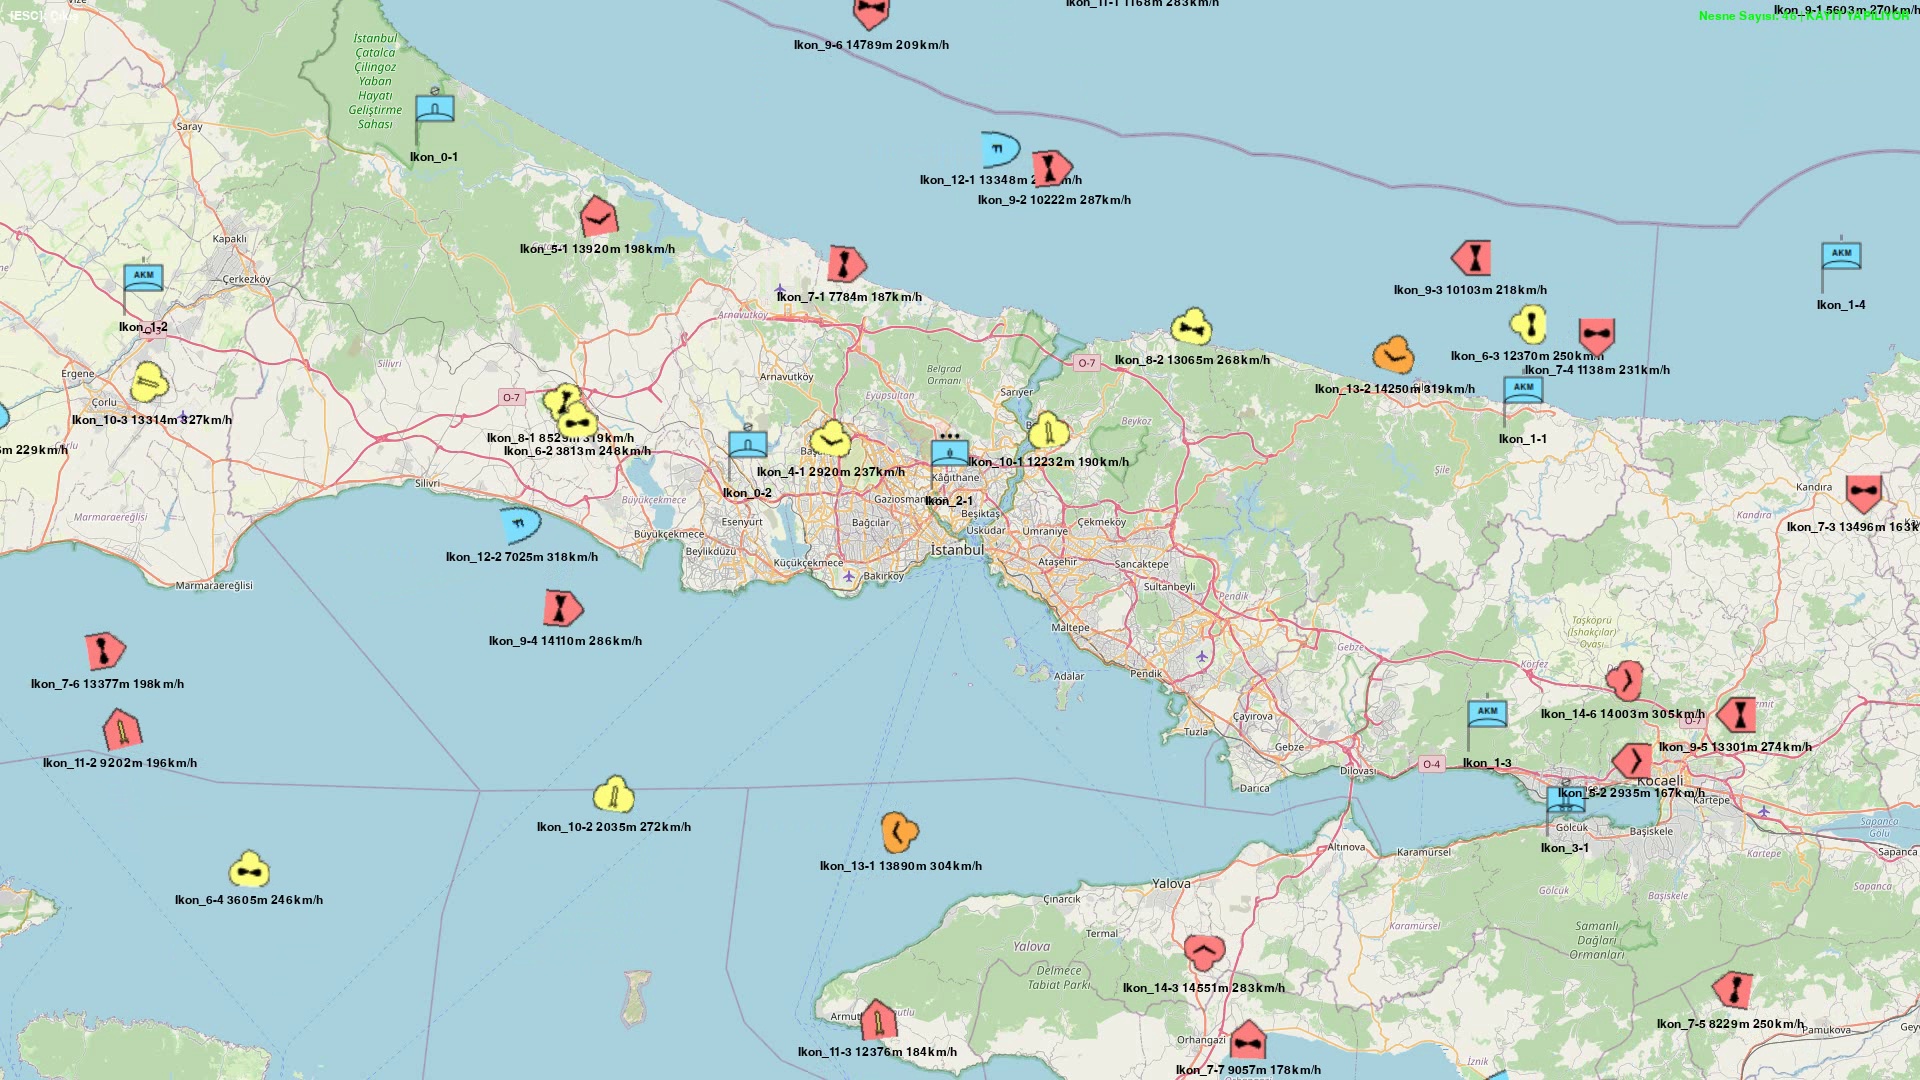 [ESC]- Çıkış
Vize
Ikon_11-1 1168m 283km/h
Ikon_9-1 5603m 270km/h
Nesne Sayısı: 46 | KAYIT YAPILIYOR
İstanbul
Çatalca
Çilingoz
Yaban
Hayatı
Geliştirme
Sahası
Ikon_9-6 14789m 209km/h
Saray
Ikon_0-1
Ikon_12-1 13348m
Ikon_9-2 10222m 287km/h
Kapaklı
Ikon_5-1 13920m 198km/h
Çerkezköy
AKM
Ikon_1-2
Ikon_7-1 7784m 187km/h
Arnavutköy
Ikon_9-3 10103m 218km/h
AKM
Ikon_1-4
Silivri
Ergene
Çorlu
Ikon_10-3 13314m 327km/h
229km/h
Arnavutköy
Belgrad
Ormanı
Eyüpsultan
Sarıyer
O-7
O-7
Ikon_8-2 13065m 268km/h
Ikon_6-3 12370m 250km/h
Ikon_7-4 1138m 231km/h
Ikon_13-2 14250m 319km/h
AKM
Ikon_1-1
Beykoz
Ikon_8-1 8529m 319km/h
Ikon_6-2 3813m 248km/h
Ikon_4-1 2920m 237km/h
Ikon_10-1 12232m 190km/h
Kâğıthane
Ikon_0-2
Ikon_2-1
Şile
Silivri
Büyükçekmece
Kandıra
Kandıra
Ikon_7-3 13496m 163k
Marmaraereğlisi
Esenyurt
Gaziosmanpaşa
Beşiktaş
Bağcılar
Üsküdar
Ümraniye
Çekmeköy
Büyükçekmece
Beylikdüzü
Ikon_12-2 7025m 318km/h
Küçükçekmece
Bakırköy
İstanbul
Ataşehir
Sancaktepe
Sultanbeyli
Marmaraereğlisi
Pendik
Ikon_9-4 14110m 286km/h
Maltepe
Taşköprü
(İshakçılar)
Ovası
Gebze
Körfez
Adalar
Pendik
Ikon_7-6 13377m 198km/h
Ikon_14-6 14003m 305km/h
İzmit
O-7
Çayırova
Tuzla
Gebze
AKM
Ikon_1-3
Ikon_9-5 13301m 274km/h
Ikon_11-2 9202m 196km/h
O-4
Dilovası
Darıca
Kocaeli
Ikon_5-2 2935m 167km/h
Kartepe
Ikon_10-2 2035m 272km/h
Gölcük
Başiskele
Sapanca
Gölü
Ikon_3-1
Altınova
Karamürsel
Kartepe
Sapanca
Ikon_13-1 13890m 304km/h
Yalova
Sapanca
Gölcük
Başiskele
Ikon_6-4 3605m 246km/h
Çınarcık
Termal
Karamürsel
Samanlı
Dağları
Ormanları
Yalova
Delmece
Tabiat Parkı
Ikon_14-3 14551m 283km/h
Ikon_7-5 8229m 250km/h
Pamukova
Orhangazi
Ikon_11-3 12376m 184km/h
İznik
Ikon_7-7 9057m 178km/h
Orhangazi